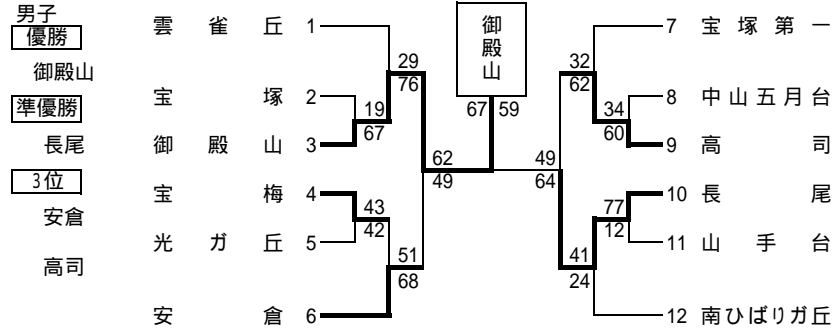 男子
優勝
御殿山
準優勝
長尾
3位
安倉
高司
雲雀丘 1
宝塚 2
御殿山 3
宝梅 4
光ガ丘 5
安倉 6
29
76
19
67
43
42
51
68
62
49
御殿山
67 59
49
64
32
62
34
60
77
12
41
24
7 宝塚第一
8 中山五月台
9 高司
10 長尾
11 山手台
12 南ひばりガ丘